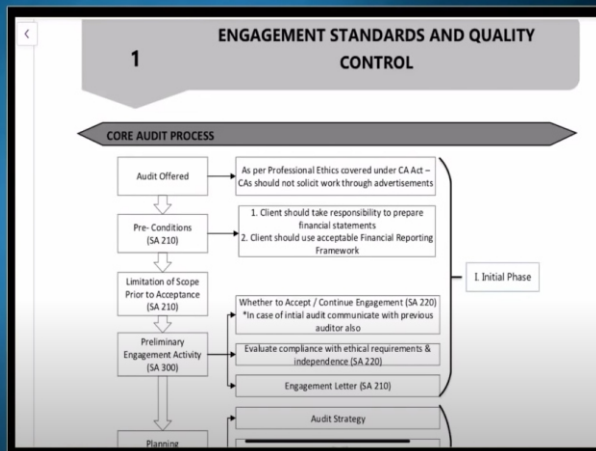 1
ENGAGEMENT STANDARDS AND QUALITY
CONTROL
CORE AUDIT PROCESS
Audit Offered
As per Professional Ethics covered under CA Act –
CAs should not solicit work through advertisements
Pre- Conditions
(SA 210)
1. Client should take responsibility to prepare
financial statements
2. Client should use acceptable Financial Reporting
Framework
Limitation of Scope
Prior to Acceptance
(SA 210)
I. Initial Phase
Preliminary
Engagement Activity
(SA 300)
Whether to Accept / Continue Engagement (SA 220)
*In case of intial audit communicate with previous
auditor also
Evaluate compliance with ethical requirements &
independence (SA 220)
Engagement Letter (SA 210)
Audit Strategy
Planning